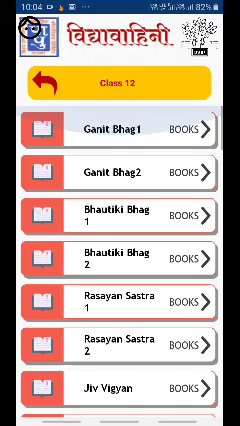 10:04
82%
विद्यावाहिनी
Class 12
Ganit Bhag1
BOOKS
Ganit Bhag2
BOOKS
Bhautiki Bhag
1
BOOKS
Bhautiki Bhag
2
BOOKS
Rasayan Sastra
1
BOOKS
Rasayan Sastra
2
BOOKS
Jiv Vigyan
BOOKS